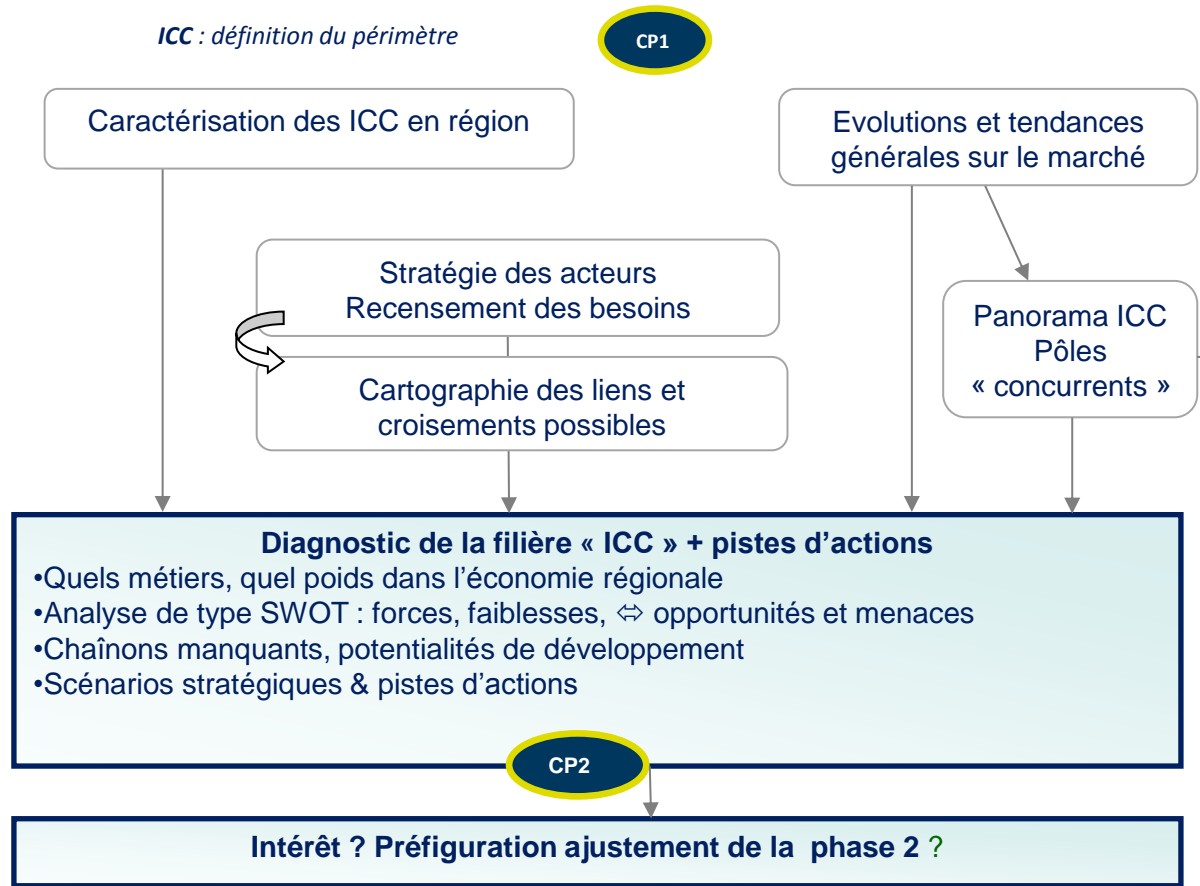 ICC : définition du périmètre
CP1
Caractérisation des ICC en région
Evolutions et tendances
générales sur le marché
Stratégie des acteurs
Recensement des besoins
Panorama ICC
Pôles
« concurrents »
Cartographie des liens et
croisements possibles
Diagnostic de la filière « ICC » + pistes d'actions
•Quels métiers, quel poids dans l'économie régionale
•Analyse de type SWOT : forces, faiblesses, ⬄ opportunités et menaces
•Chaînons manquants, potentialités de développement
•Scénarios stratégiques & pistes d'actions
CP2
Intérêt ? Préfiguration ajustement de la phase 2 ?